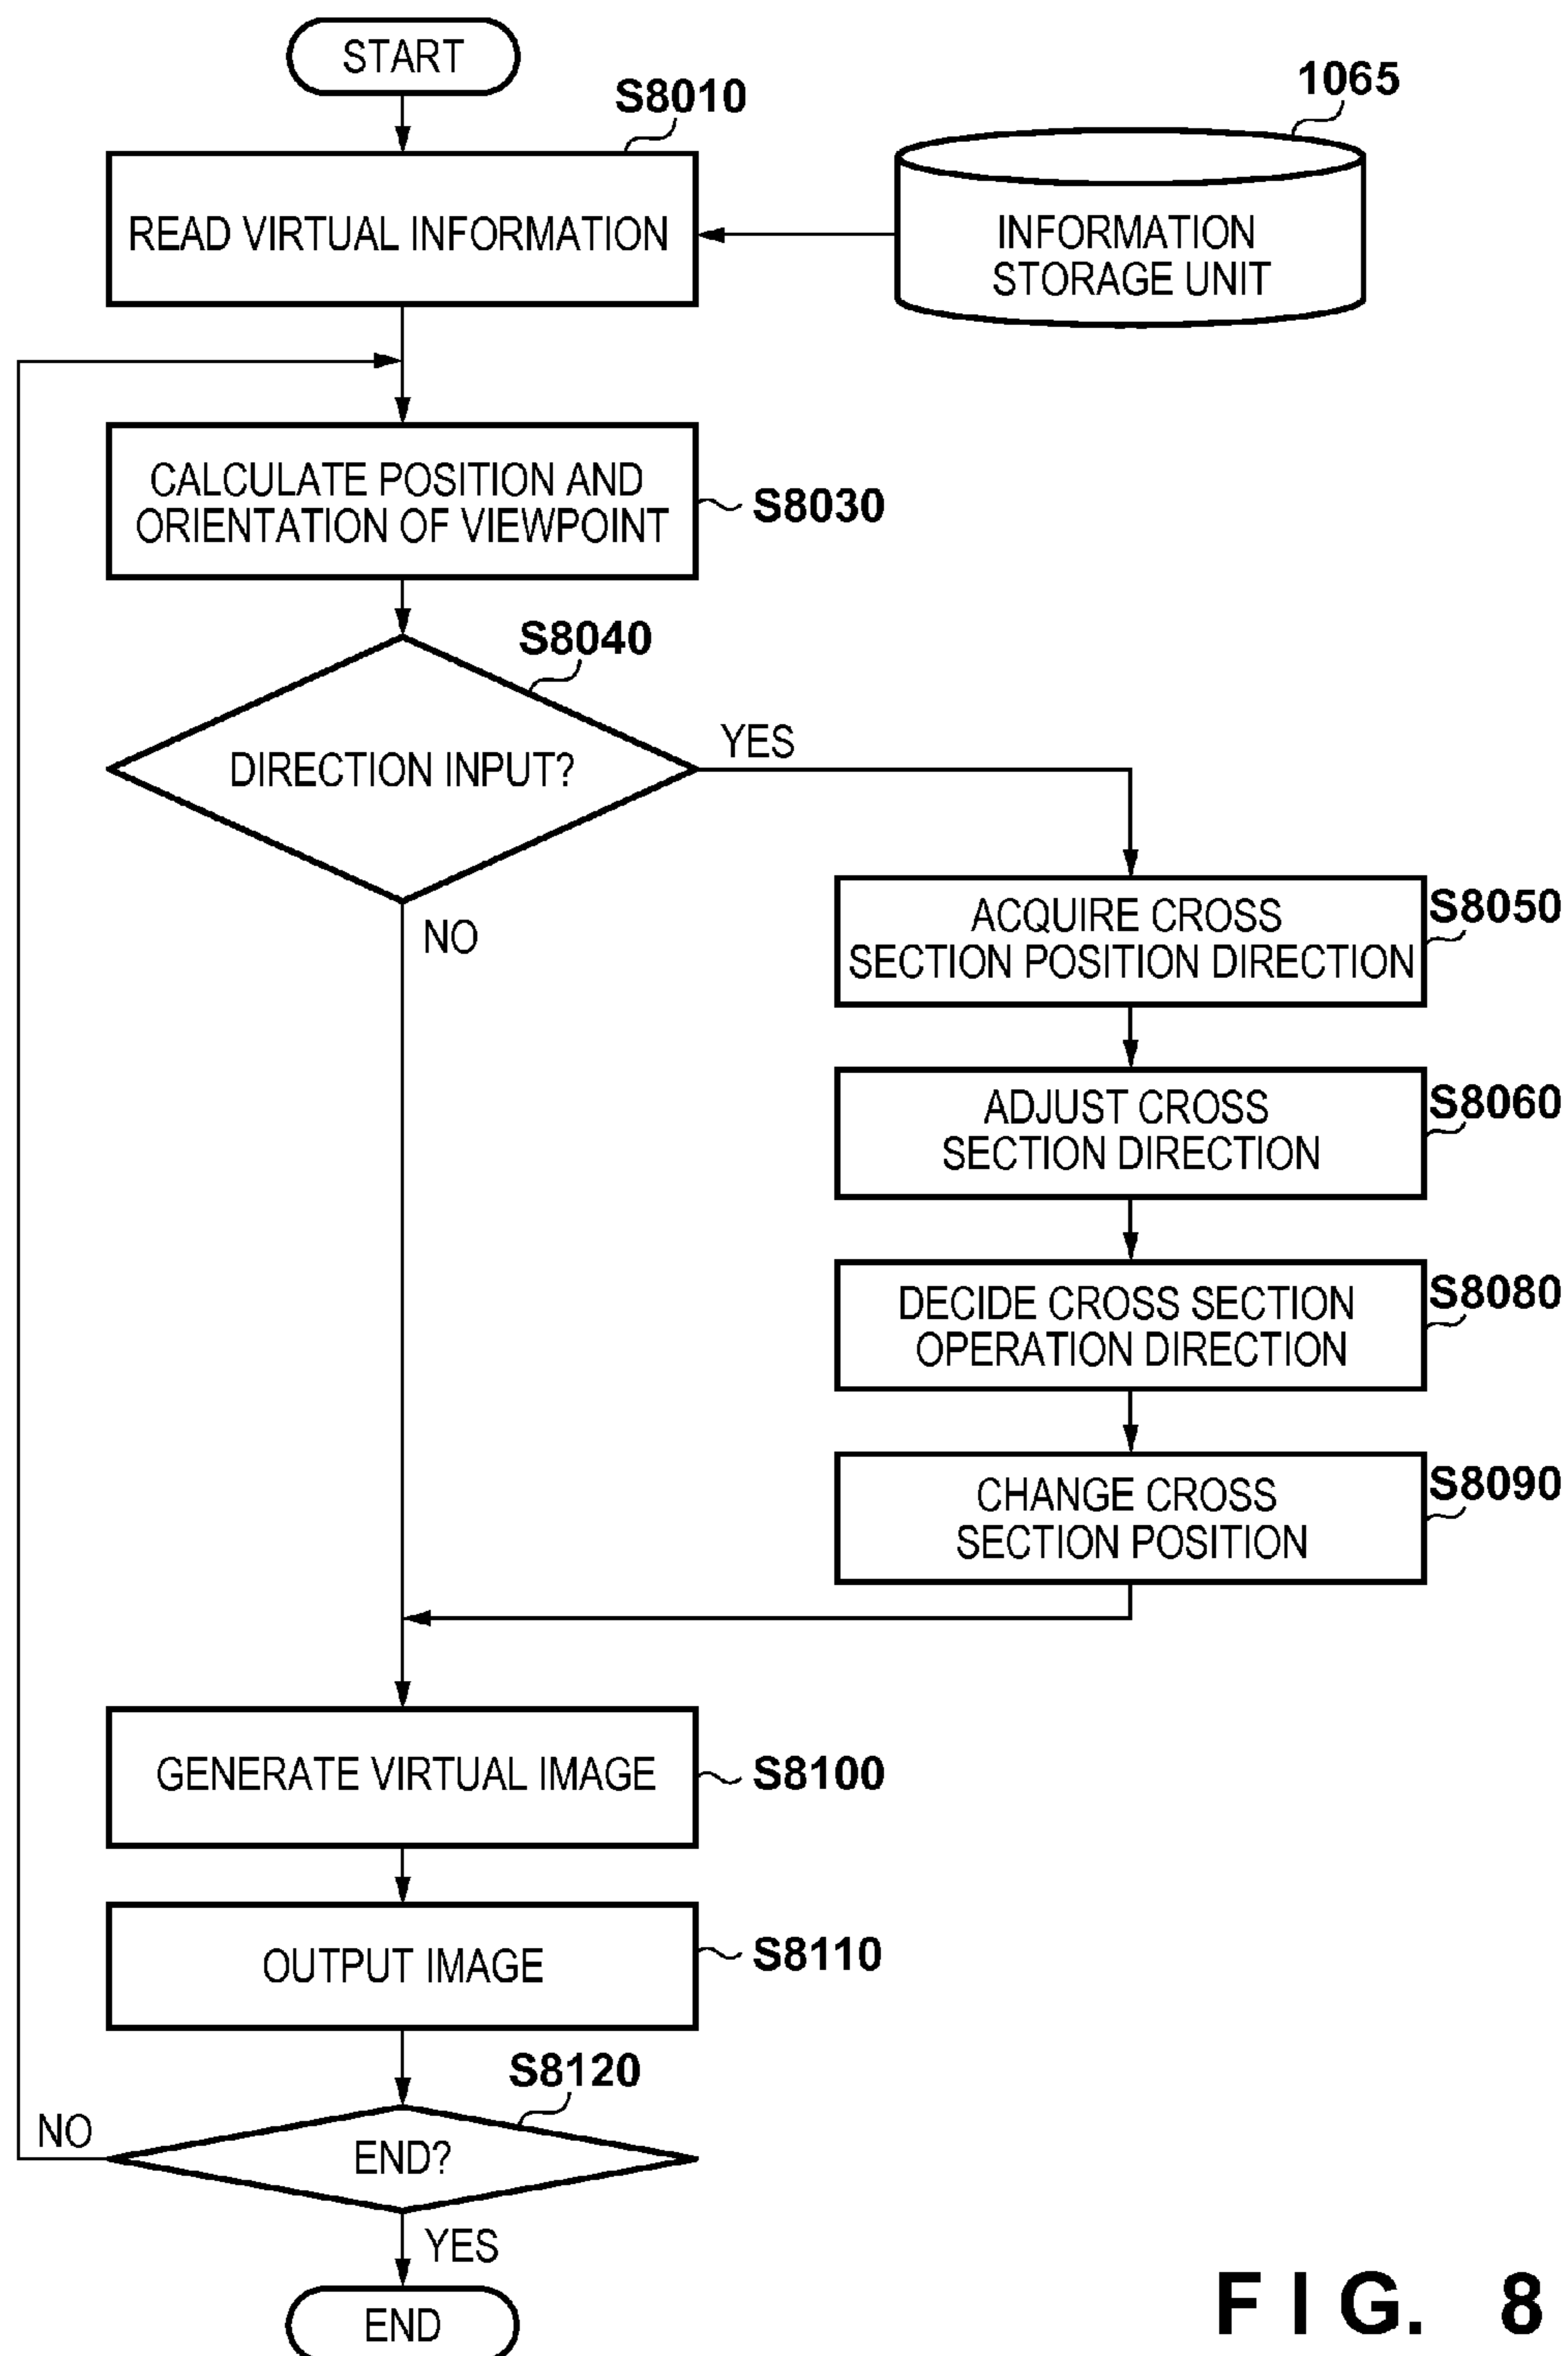 START
S8010
1065
READ VIRTUAL INFORMATION
INFORMATION
STORAGE UNIT
CALCULATE POSITION AND
ORIENTATION OF VIEWPOINT
S8030
S8040
DIRECTION INPUT?
YES
NO
ACQUIRE CROSS
SECTION POSITION DIRECTION
S8050
ADJUST CROSS
SECTION DIRECTION
S8060
DECIDE CROSS SECTION
OPERATION DIRECTION
S8080
CHANGE CROSS
SECTION POSITION
S8090
GENERATE VIRTUAL IMAGE
S8100
OUTPUT IMAGE
S8110
S8120
END?
NO
YES
END
FIG. 8